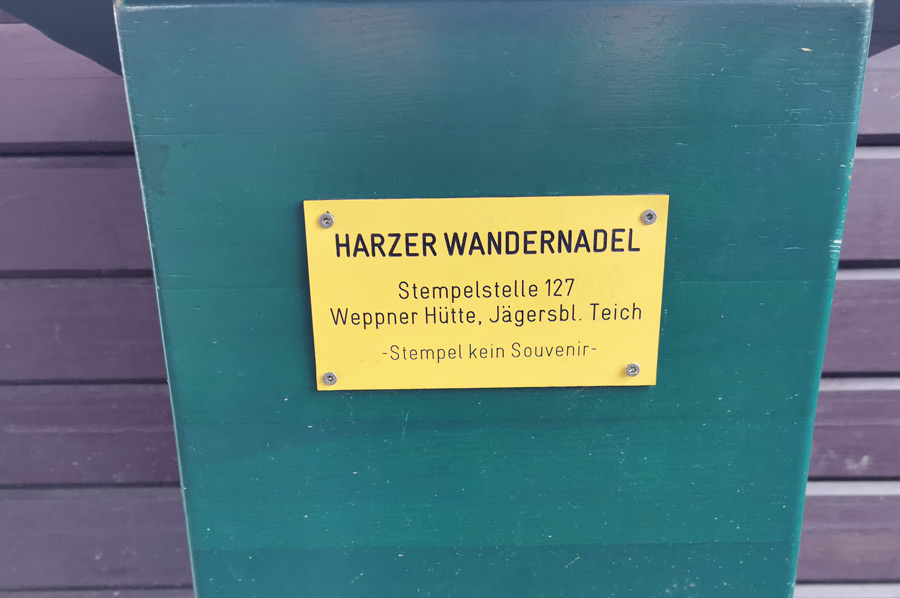 HARZER WANDERNADEL
Stempelstelle 127
Weppner Hütte, Jägersbl. Teich
-Stempel kein Souvenir-